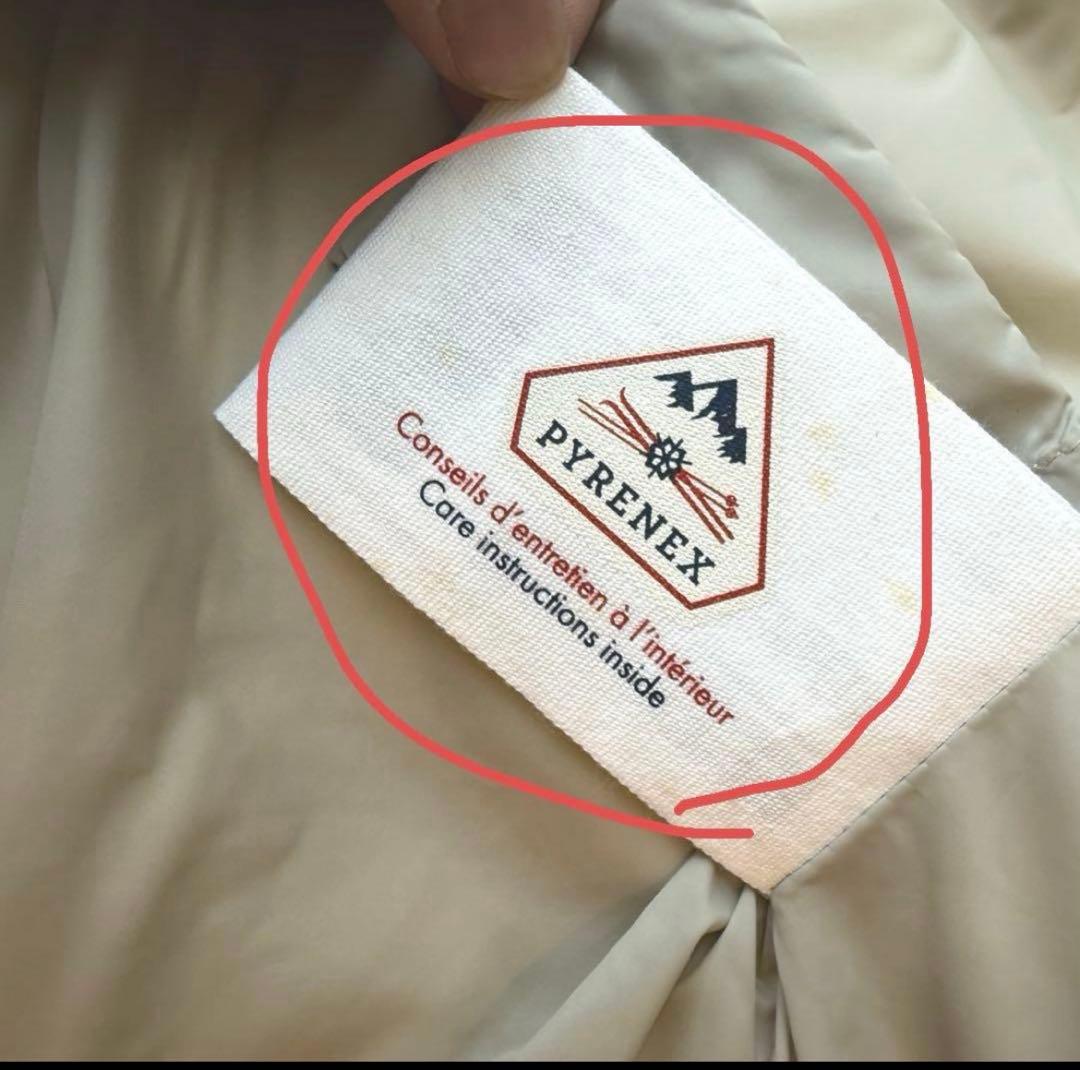 PYRENEX
Conseils d'entretien à l'intérieur
Care instructions inside